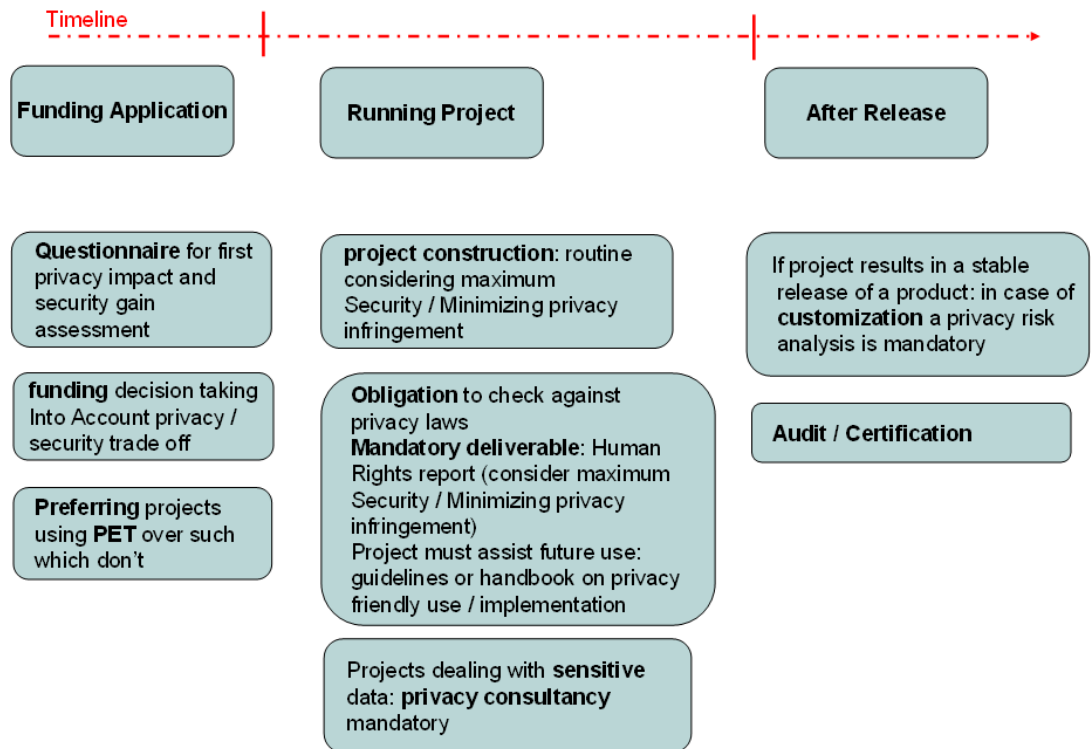 Timeline
Funding Application
Running Project
After Release
Questionnaire for first
privacy impact and
security gain
assessment
funding decision taking
Into Account privacy /
security trade off
Preferring projects
using PET over such
which don't
project construction: routine
considering maximum
Security / Minimizing privacy
infringement
Obligation to check against
privacy laws
Mandatory deliverable: Human
Rights report (consider maximum
Security / Minimizing privacy
infringement)
Project must assist future use:
guidelines or handbook on privacy
friendly use / implementation
Projects dealing with sensitive
data: privacy consultancy
mandatory
If project results in a stable
release of a product: in case of
customization a privacy risk
analysis is mandatory
Audit / Certification